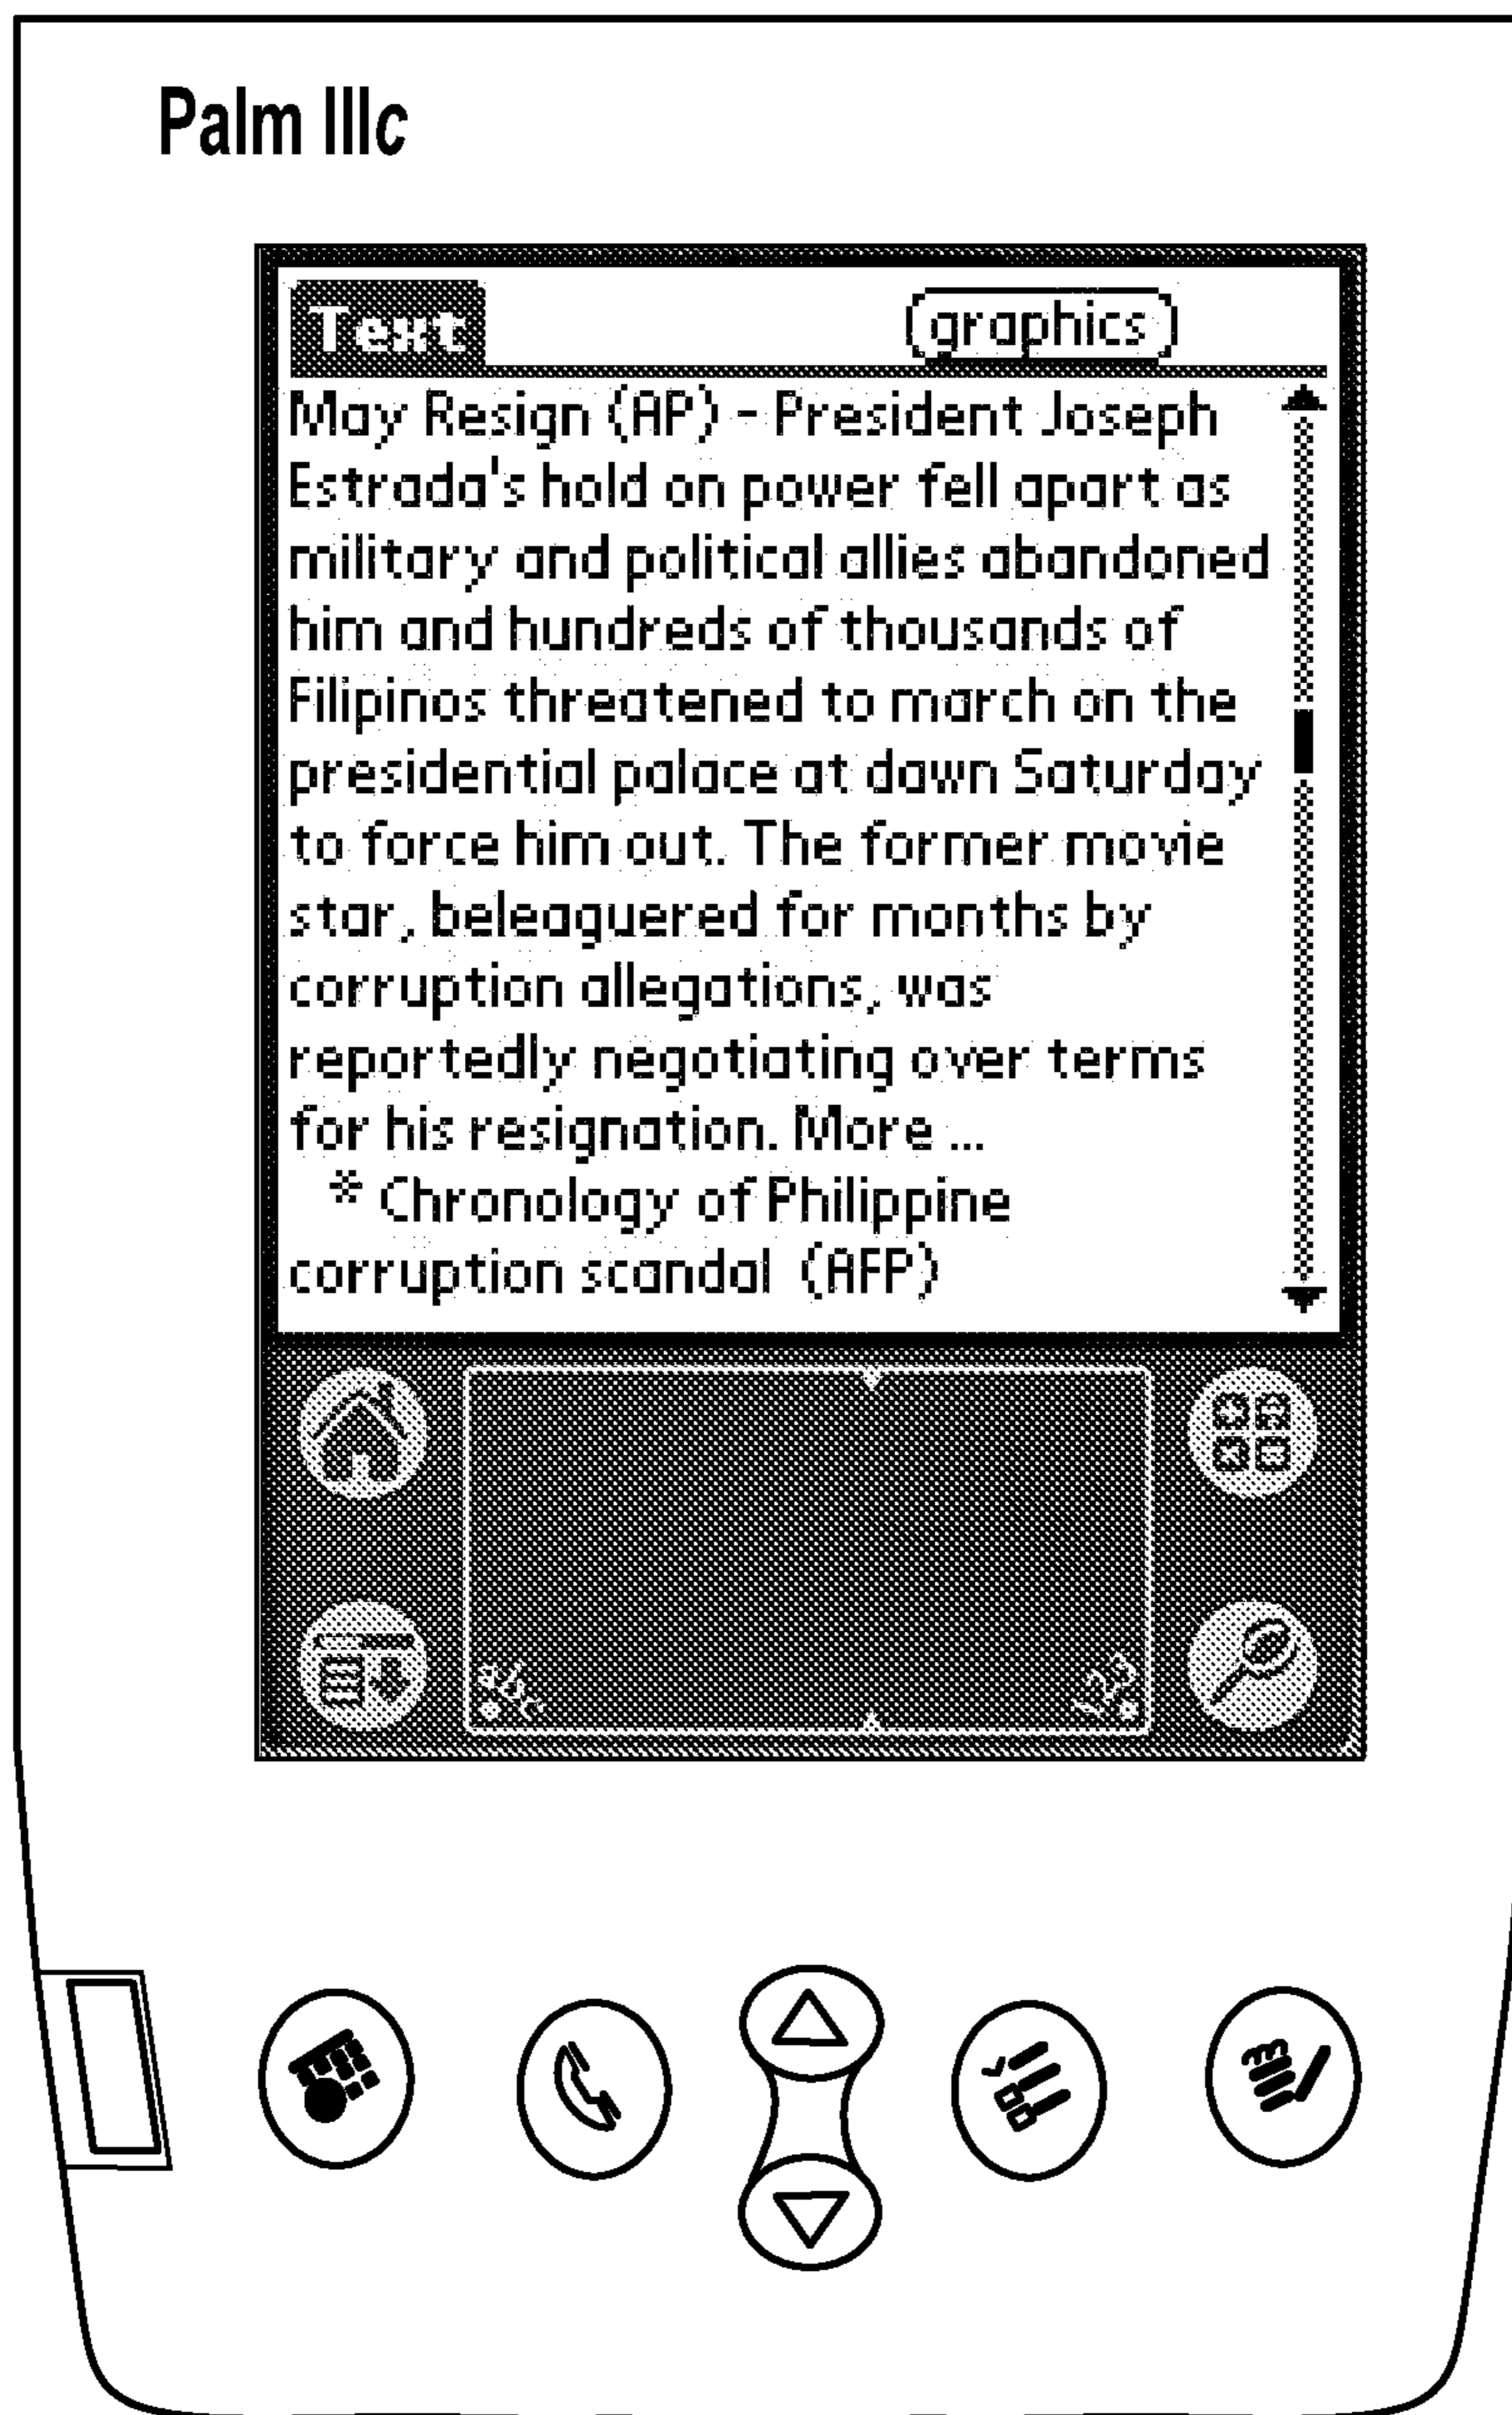 Palm IIIc
Text
graphics
May Resign (AP) - President Joseph
Estrada's hold on power fell apart as
military and political allies abandoned
him and hundreds of thousands of
Filipinos threatened to march on the
presidential palace at dawn Saturday
to force him out. The former movie
star, beleaguered for months by
corruption allegations, was
reportedly negotiating over terms
for his resignation. More ...
* Chronology of Philippine
corruption scandal (AFP)